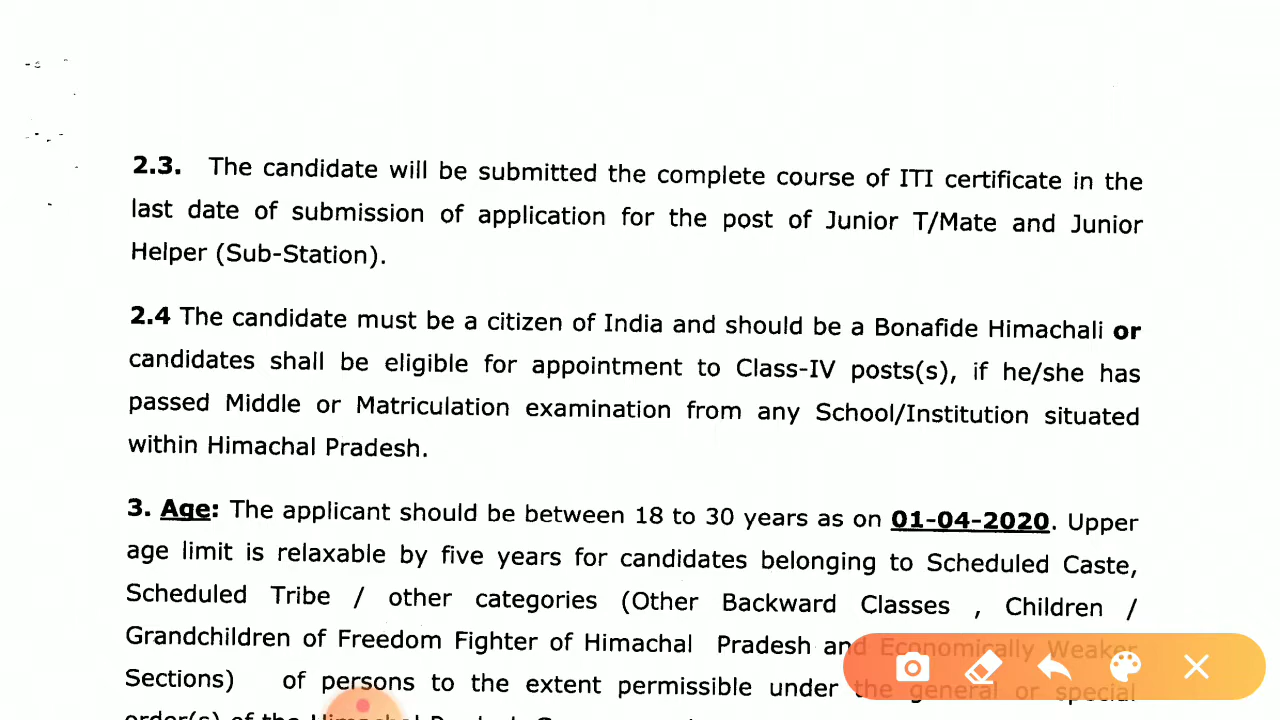 2.3. The candidate will be submitted the complete course of ITI certificate in the
last date of submission of application for the post of Junior T/Mate and Junior
Helper (Sub-Station).
2.4 The candidate must be a citizen of India and should be a Bonafide Himachali or
candidates shall be eligible for appointment to Class-IV posts(s), if he/she has
passed Middle or Matriculation examination from any School/Institution situated
within Himachal Pradesh.
3. Age: The applicant should be between 18 to 30 years as on 01-04-2020. Upper
age limit is relaxable by five years for candidates belonging to Scheduled Caste,
Scheduled Tribe / other categories (Other Backward Classes , Children /
Grandchildren of Freedom Fighter of Himachal Pradesh and Economically Weaker
Sections) of persons to the extent permissible under the general or special
order(s) of the Himachal Pradesh